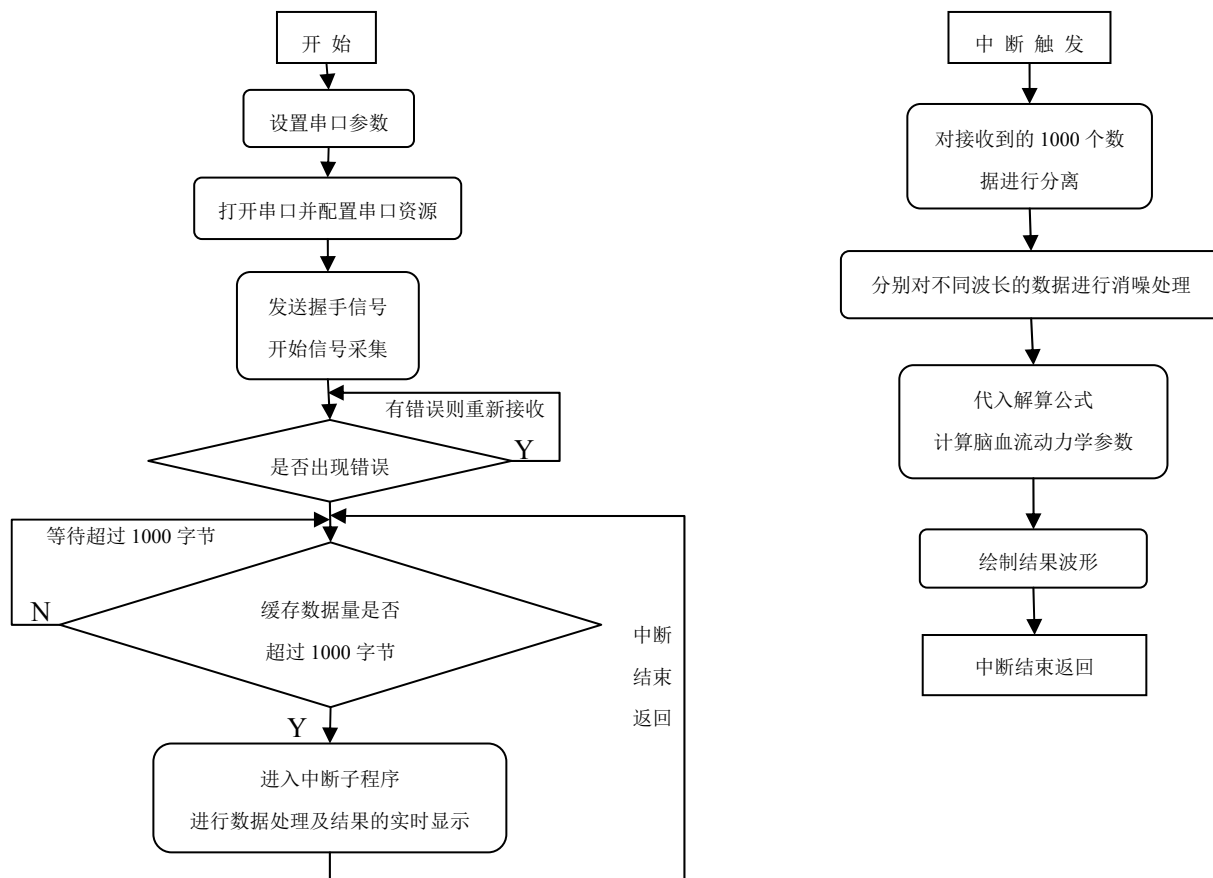 开 始
设置串口参数
打开串口并配置串口资源
发送握手信号
开始信号采集
有错误则重新接收
是否出现错误
Y
等待超过 1000 字节
N
缓存数据量是否
超过 1000 字节
Y
中断
结束
返回
进入中断子程序
进行数据处理及结果的实时显示
中 断 触 发
对接收到的 1000 个数
据进行分离
分别对不同波长的数据进行消噪处理
代入解算公式
计算脑血流动力学参数
绘制结果波形
中断结束返回